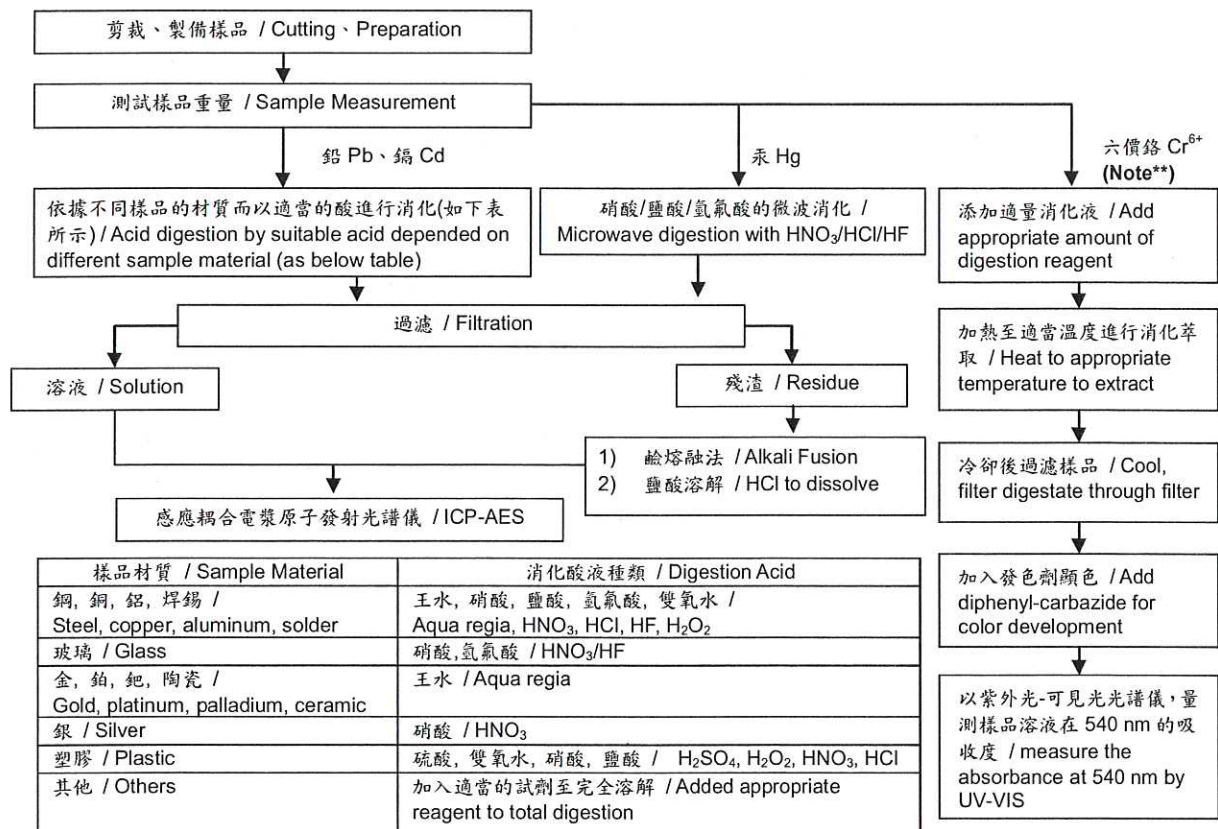 剪裁、製備樣品 / Cutting、Preparation
測試樣品重量 / Sample Measurement
鉛 Pb、鎘 Cd
汞 Hg
六價鉻 Cr6+
(Note**)
依據不同樣品的材質而以適當的酸進行消化(如下表
所示) / Acid digestion by suitable acid depended on
different sample material (as below table)
硝酸/鹽酸/氫氟酸的微波消化 /
Microwave digestion with HNO3/HCl/HF
添加適量消化液 / Add
appropriate amount of
digestion reagent
過濾 / Filtration
加熱至適當溫度進行消化萃
取 / Heat to appropriate
temperature to extract
溶液 / Solution
殘渣 / Residue
1) 鹼熔融法 / Alkali Fusion
2) 鹽酸溶解 / HCl to dissolve
冷卻後過濾樣品 / Cool,
filter digestate through filter
感應耦合電漿原子發射光譜儀 / ICP-AES
加入發色劑顯色 / Add
diphenyl-carbazide for
color development
以紫外光-可見光光譜儀,量
測樣品溶液在 540 nm 的吸
收度 / measure the
absorbance at 540 nm by
UV-VIS
樣品材質 / Sample Material
消化酸液種類 / Digestion Acid
鋼, 銅, 鋁, 焊錫 /
Steel, copper, aluminum, solder
王水, 硝酸, 鹽酸, 氫氟酸, 雙氧水 /
Aqua regia, HNO3, HCl, HF, H2O2
玻璃 / Glass
硝酸,氫氟酸 / HNO3/HF
金, 鉑, 鈀, 陶瓷 /
Gold, platinum, palladium, ceramic
王水 / Aqua regia
銀 / Silver
硝酸 / HNO3
塑膠 / Plastic
硫酸, 雙氧水, 硝酸, 鹽酸 / H2SO4, H2O2, HNO3, HCl
其他 / Others
加入適當的試劑至完全溶解 / Added appropriate
reagent to total digestion